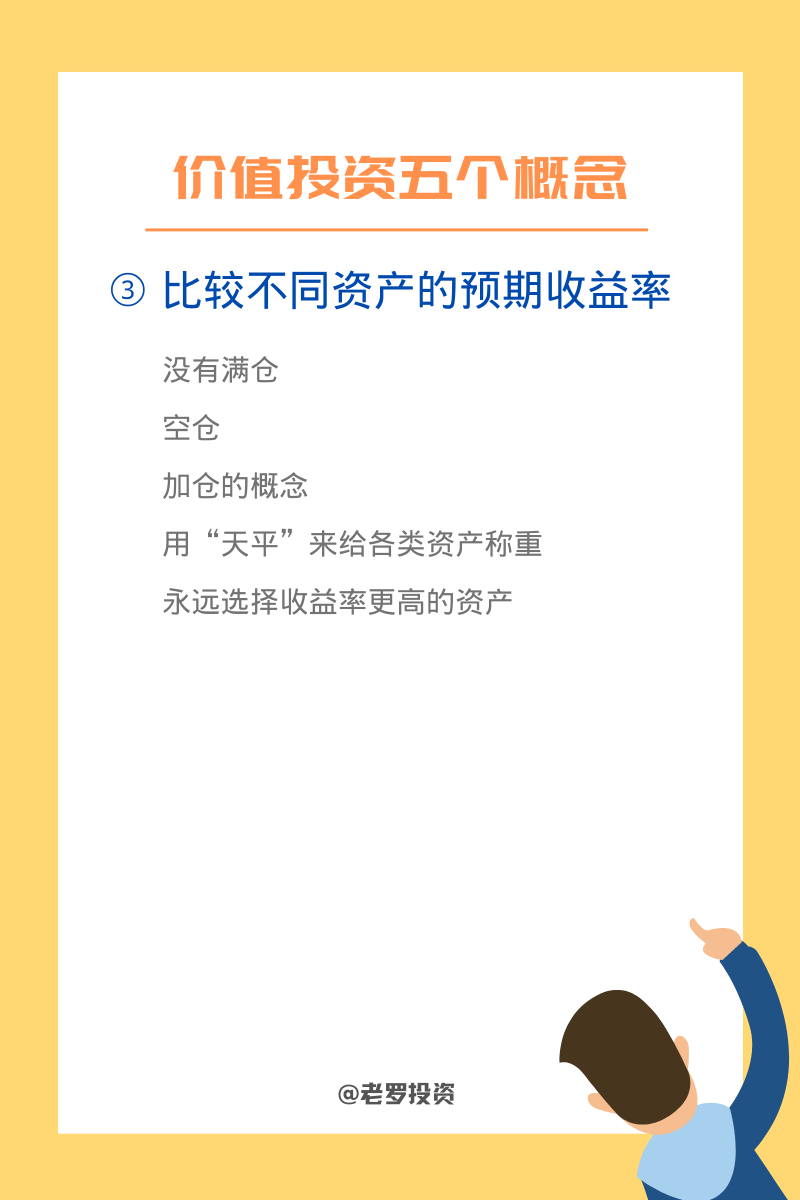 价值投资五个概念
③ 比较不同资产的预期收益率
没有满仓
空仓
加仓的概念
用“天平”来给各类资产称重
永远选择收益率更高的资产
@老罗投资